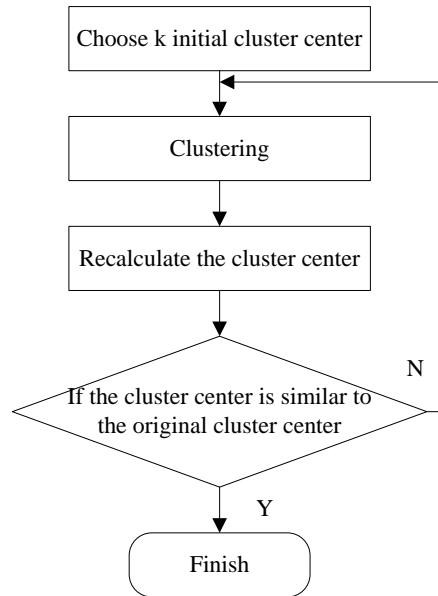 Choose k initial cluster center
Clustering
Recalculate the cluster center
If the cluster center is similar to
the original cluster center
N
Y
Finish